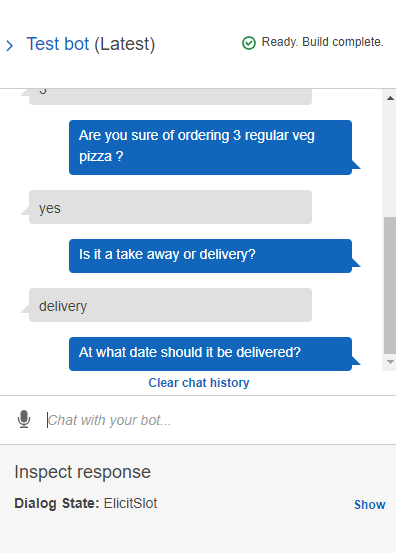 Test bot (Latest)
Ready. Build complete.
Are you sure of ordering 3 regular veg
pizza ?
yes
Is it a take away or delivery?
delivery
At what date should it be delivered?
Clear chat history
Chat with your bot...
Inspect response
Dialog State: ElicitSlot
Show